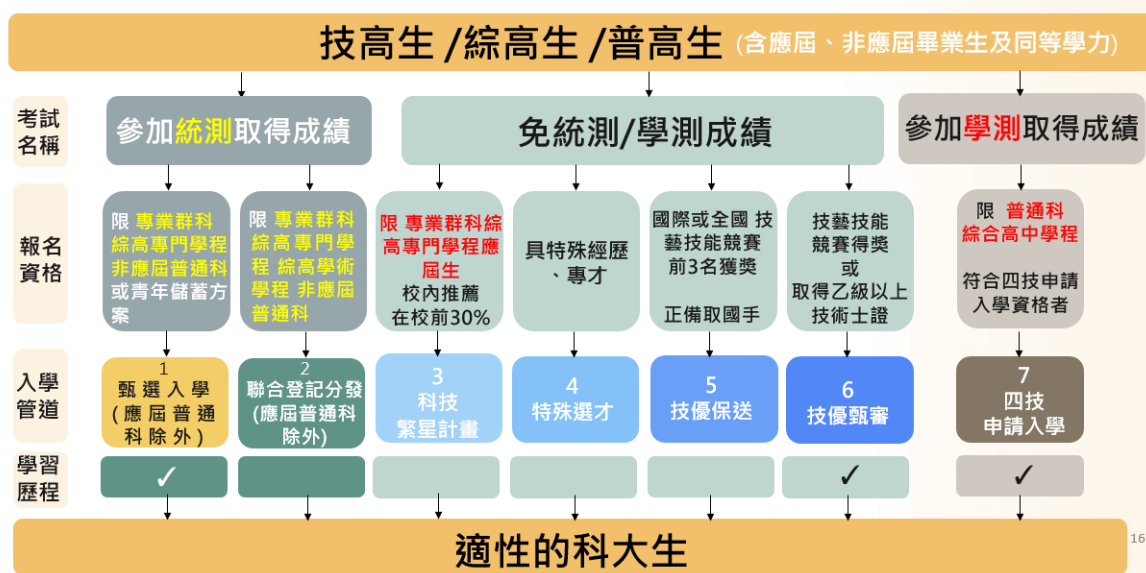 技高生 /綜高生 /普高生 (含應屆、非應屆畢業生及同等學力)
考試
名稱
參加統測取得成績
免統測/學測成績
參加學測取得成績
報名
資格
限 專業群科
綜高專門學程
非應屆普通科
或青年儲蓄方
案
限 專業群科
綜高專門學
程 綜高學術
學程 非應屆
普通科
限 專業群科綜
高專門學程應
屆生
校內推薦
在校前30%
具特殊經歷
、專才
國際或全國 技
藝技能競賽
前3名獲獎
正備取國手
技藝技能
競賽得獎
或
取得乙級以上
技術士證
限 普通科
綜合高中學程
符合四技申請
入學資格者
入學
管道
1
甄選入學
(應屆普通
科除外)
2
聯合登記分發
(應屆普通科
除外)
3
科技
繁星計畫
4
特殊選才
5
技優保送
6
技優甄審
7
四技
申請入學
學習
歷程
✓
✓
✓
適性的科大生
16